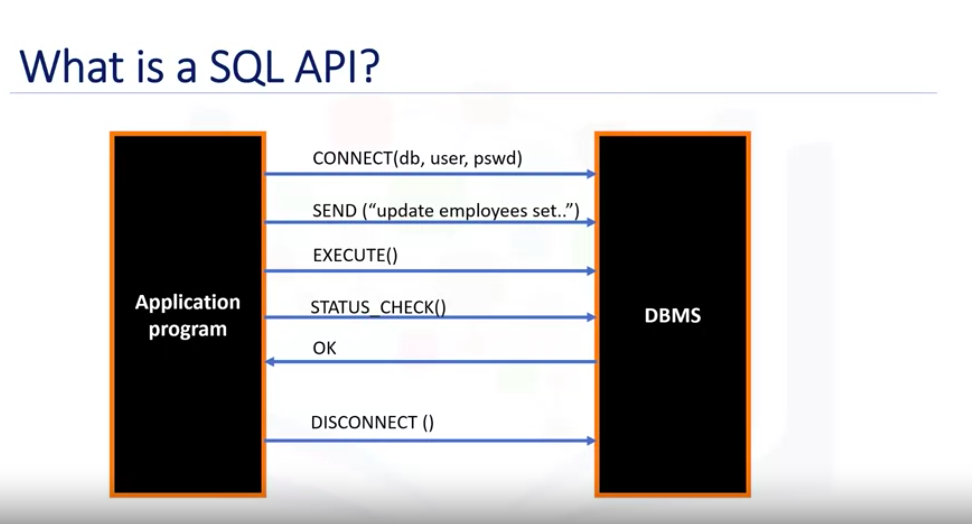 What is a SQL API?
CONNECT(db, user, pswd)
SEND (“update employees set..”)
EXECUTE()
STATUS_CHECK()
OK
DISCONNECT ()
Application
program
DBMS